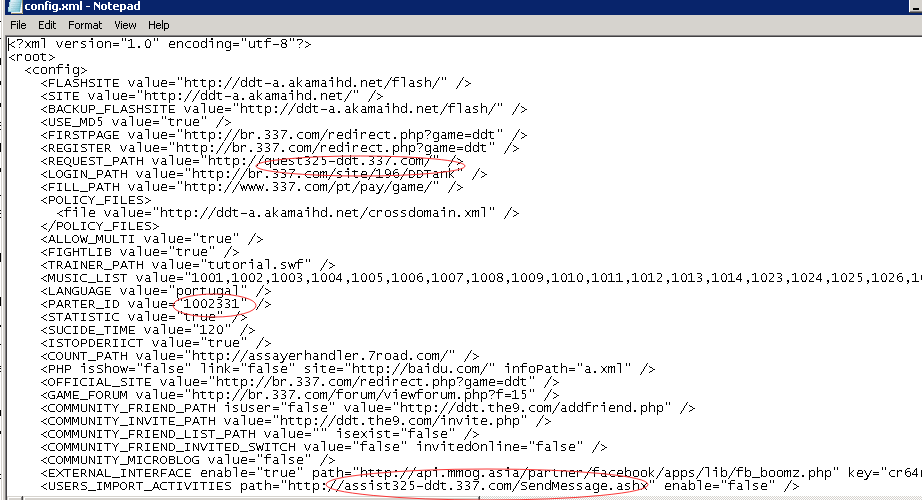 config.xml - Notepad
File Edit Format View Help
<?xml version="1.0" encoding="utf-8"?>
<root>
<config>
<FLASHSITE value="http://ddt-a.akamaihd.net/flash/" />
<SITE value="http://ddt-a.akamaihd.net/" />
<BACKUP_FLASHSITE value="http://ddt-a.akamaihd.net/flash/" />
<USE_MD5 value="true" />
<FIRSTPAGE value="http://br.337.com/redirect.php?game=ddt" />
<REGISTER value="http://br.337.com/redirect.php?game=ddt" />
<REQUEST_PATH value="http://quest325-ddt.337.com/" />
<LOGIN_PATH value="http://br.337.com/site/196/DDTank" />
<FILL_PATH value="http://www.337.com/pt/pay/game/" />
<POLICY_FILES>
<file value="http://ddt-a.akamaihd.net/crossdomain.xml" />
</POLICY_FILES>
<ALLOW_MULTI value="true" />
<FIGHTLIB value="true" />
<TRAINER_PATH value="tutorial.swf" />
<MUSIC_LIST value="1001,1002,1003,1004,1005,1006,1007,1008,1009,1010,1011,1012,1013,1014,1023,1024,1025,1026,1
<LANGUAGE value="portugal" />
<PARTER_ID value="1002331" />
<STATISTIC value="true" />
<SUCIDE_TIME value="120" />
<ISTOPDERIICT value="true" />
<COUNT_PATH value="http://assayerhandler.7road.com/" />
<PHP isShow="false" link="false" site="http://baidu.com/" infoPath="a.xml" />
<OFFICIAL_SITE value="http://br.337.com/redirect.php?game=ddt" />
<GAME_FORUM value="http://br.337.com/forum/viewforum.php?f=15" />
<COMMUNITY_FRIEND_PATH isUser="false" value="http://ddt.the9.com/addfriend.php" />
<COMMUNITY_INVITE_PATH value="http://ddt.the9.com/invite.php" />
<COMMUNITY_FRIEND_LIST_PATH value="" isexist="false" />
<COMMUNITY_FRIEND_INVITED_SWITCH value="false" invitedOnline="false" />
<COMMUNITY_MICROBLOG value="false" />
<EXTERNAL_INTERFACE enable="true" path="http://api.mmog.asia/partner/facebook/apps/lib/fb_boomz.php" key="cr64r
<USERS_IMPORT_ACTIVITIES path="http://assist325-ddt.337.com/SendMessage.ashx" enable="false" />